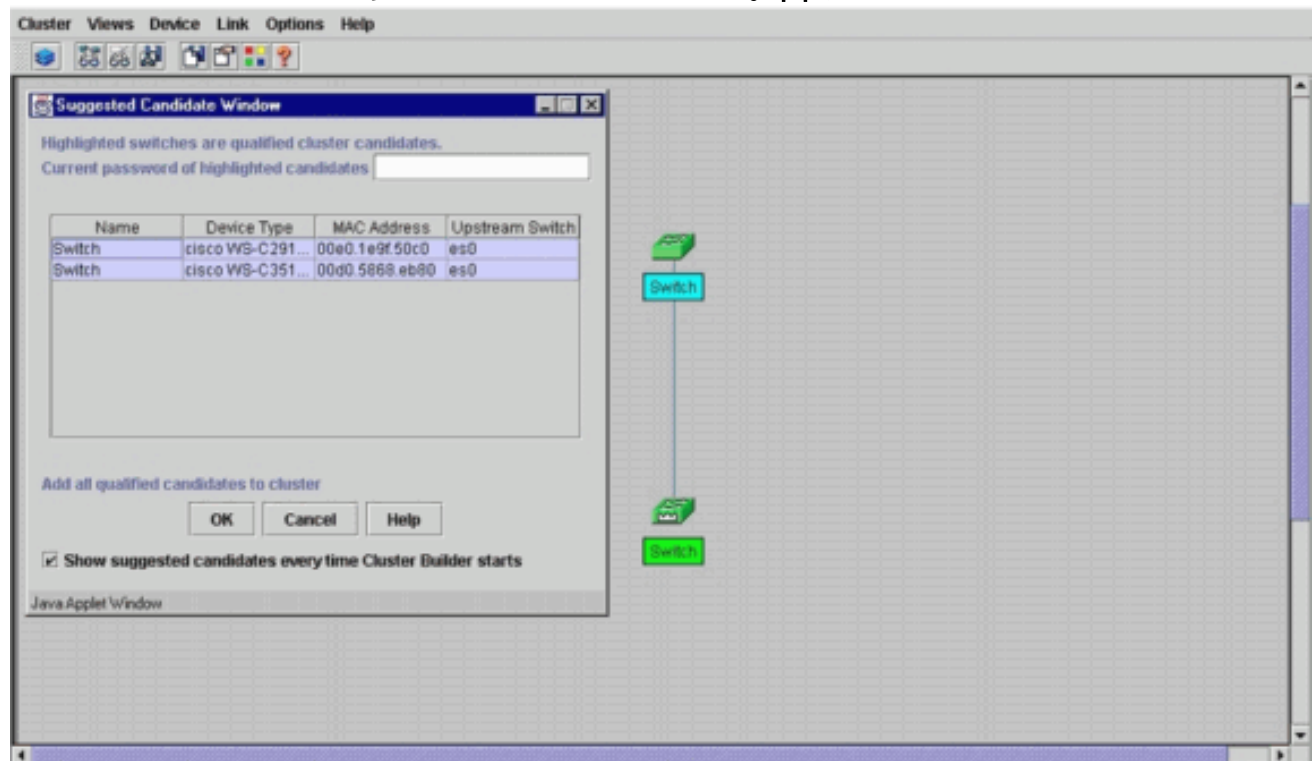 Cluster Views Device Link Options Help
Suggested Candidate Window
Highlighted switches are qualified cluster candidates.
Current password of highlighted candidates
Name Device Type MAC Address Upstream Switch
Switch cisco WS-C291... 00e0.1e9f.50c0 es0
Switch cisco WS-C351... 00d0.5868.eb80 es0
Add all qualified candidates to cluster
OK Cancel Help
Show suggested candidates every time Cluster Builder starts
Java Applet Window
Switch
Switch